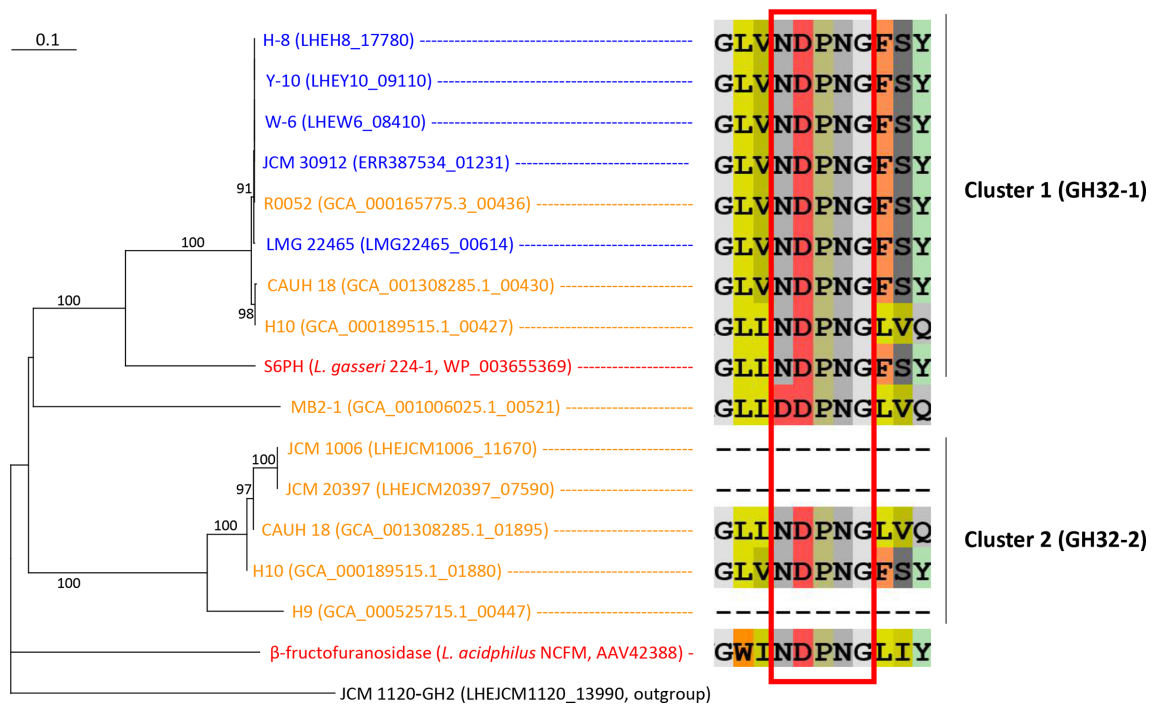 0.1
H-8 (LHEH8_17780) GLVNDPNGFSY
Y-10 (LHEY10_09110) GLVNDPNGFSY
W-6 (LHEW6_08410) GLVNDPNGFSY
JCM 30912 (ERR387534_01231) GLVNDPNGFSY
Cluster 1 (GH32-1)
91
R0052 (GCA_000165775.3_00436) GLVNDPNGFSY
100
LMG 22465 (LMG22465_00614) GLVNDPNGFSY
CAUH 18 (GCA_001308285.1_00430) GLVNDPNGFSY
100
98
H10 (GCA_000189515.1_00427) GLINDPNGLVQ
S6PH (L. gasseri 224-1, WP_003655369) GLINDPNGFSY
MB2-1 (GCA_001006025.1_00521) GLLDDPNGLVQ
JCM 1006 (LHEJCM1006_11670) -----------
100
JCM 20397 (LHEJCM20397_07590) -----------
97
100
CAUH 18 (GCA_001308285.1_01895) GLINDPNGLVQ
Cluster 2 (GH32-2)
H10 (GCA_000189515.1_01880) GLVNDPNGFSY
100
H9 (GCA_000525715.1_00447) -----------
β-fructofuranosidase (L. acidphilus NCFM, AAV42388) - GWINDPNGLIY
JCM 1120-GH2 (LHEJCM1120_13990, outgroup)